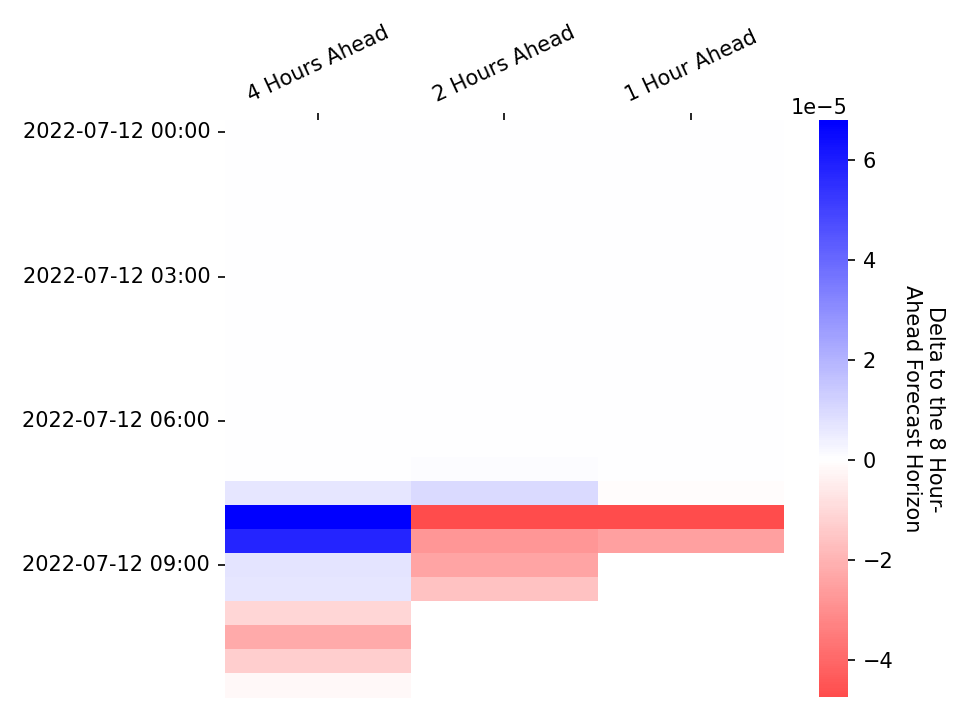 4 Hours Ahead
2 Hours Ahead
1 Hour Ahead
1e−5
2022-07-12 00:00
2022-07-12 03:00
2022-07-12 06:00
2022-07-12 09:00
6
4
2
0
−2
−4
Delta to the 8 Hour-
Ahead Forecast Horizon